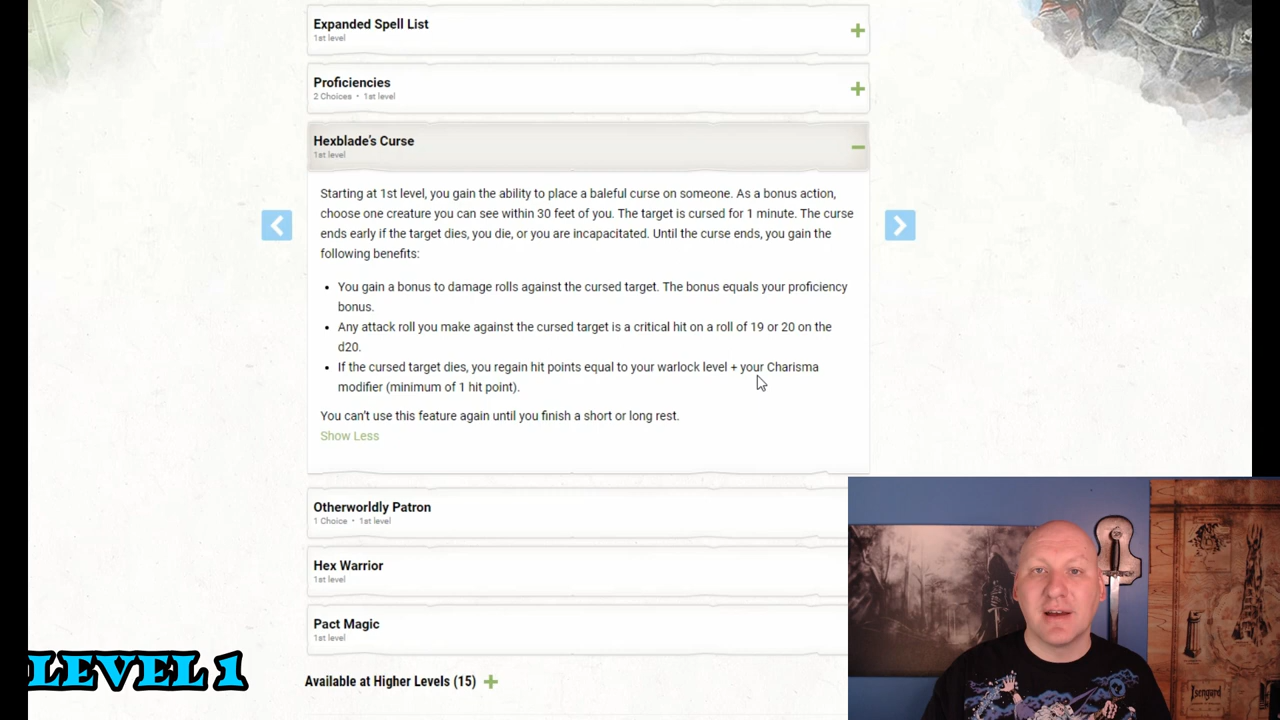 Expanded Spell List
1st level
Proficiencies
2 Choices • 1st level
Hexblade's Curse
1st level
Starting at 1st level, you gain the ability to place a baleful curse on someone. As a bonus action,
choose one creature you can see within 30 feet of you. The target is cursed for 1 minute. The curse
ends early if the target dies, you die, or you are incapacitated. Until the curse ends, you gain the
following benefits:
• You gain a bonus to damage rolls against the cursed target. The bonus equals your proficiency
bonus.
• Any attack roll you make against the cursed target is a critical hit on a roll of 19 or 20 on the
d20.
• If the cursed target dies, you regain hit points equal to your warlock level + your Charisma
modifier (minimum of 1 hit point).
You can't use this feature again until you finish a short or long rest.
Show Less
Otherworldly Patron
1 Choice • 1st level
Hex Warrior
1st level
Pact Magic
1st level
Available at Higher Levels (15)
LEVEL 1
Isengard